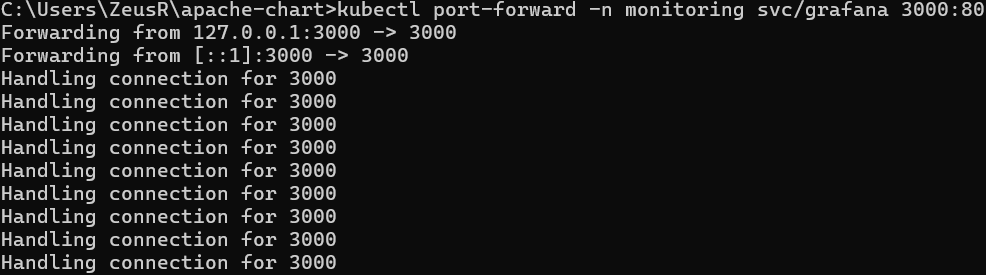 C:\Users\ZeusR\apache-chart>kubectl port-forward -n monitoring svc/grafana 3000:80
Forwarding from 127.0.0.1:3000 -> 3000
Forwarding from [::1]:3000 -> 3000
Handling connection for 3000
Handling connection for 3000
Handling connection for 3000
Handling connection for 3000
Handling connection for 3000
Handling connection for 3000
Handling connection for 3000
Handling connection for 3000
Handling connection for 3000